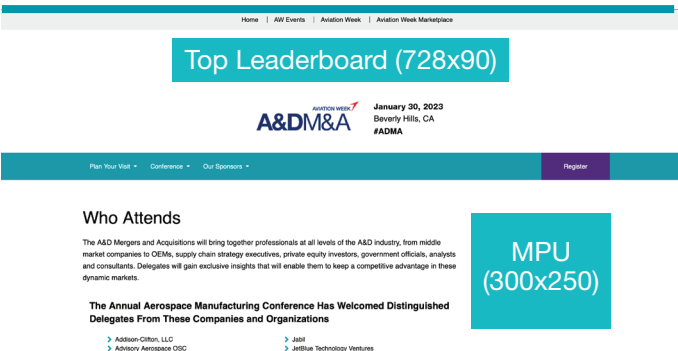 Home | AW Events | Aviation Week | Aviation Week Marketplace
Top Leaderboard (728x90)
AVIATION WEEK
A&DM&A
January 30, 2023
Beverly Hills, CA
#ADMA
Plan Your Visit Conference Our Sponsors Register
Who Attends
The A&D Mergers and Acquisitions will bring together professionals at all levels of the A&D industry, from middle
market companies to OEMs, supply chain strategy executives, private equity investors, government officials, analysts
and consultants. Delegates will gain exclusive insights that will enable them to keep a competitive advantage in these
dynamic markets.
MPU
(300x250)
The Annual Aerospace Manufacturing Conference Has Welcomed Distinguished
Delegates From These Companies and Organizations
Addison-Clifton, LLC
Advisory Aerospace OSC
Jabil
JetBlue Technology Ventures